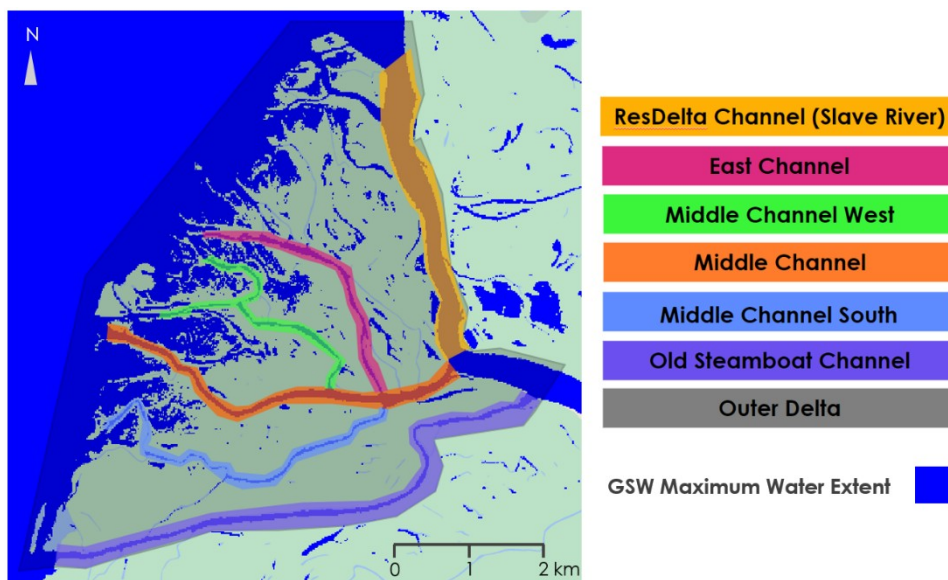 N
ResDelta Channel (Slave River)
East Channel
Middle Channel West
Middle Channel
Middle Channel South
Old Steamboat Channel
Outer Delta
GSW Maximum Water Extent
0 1 2 km